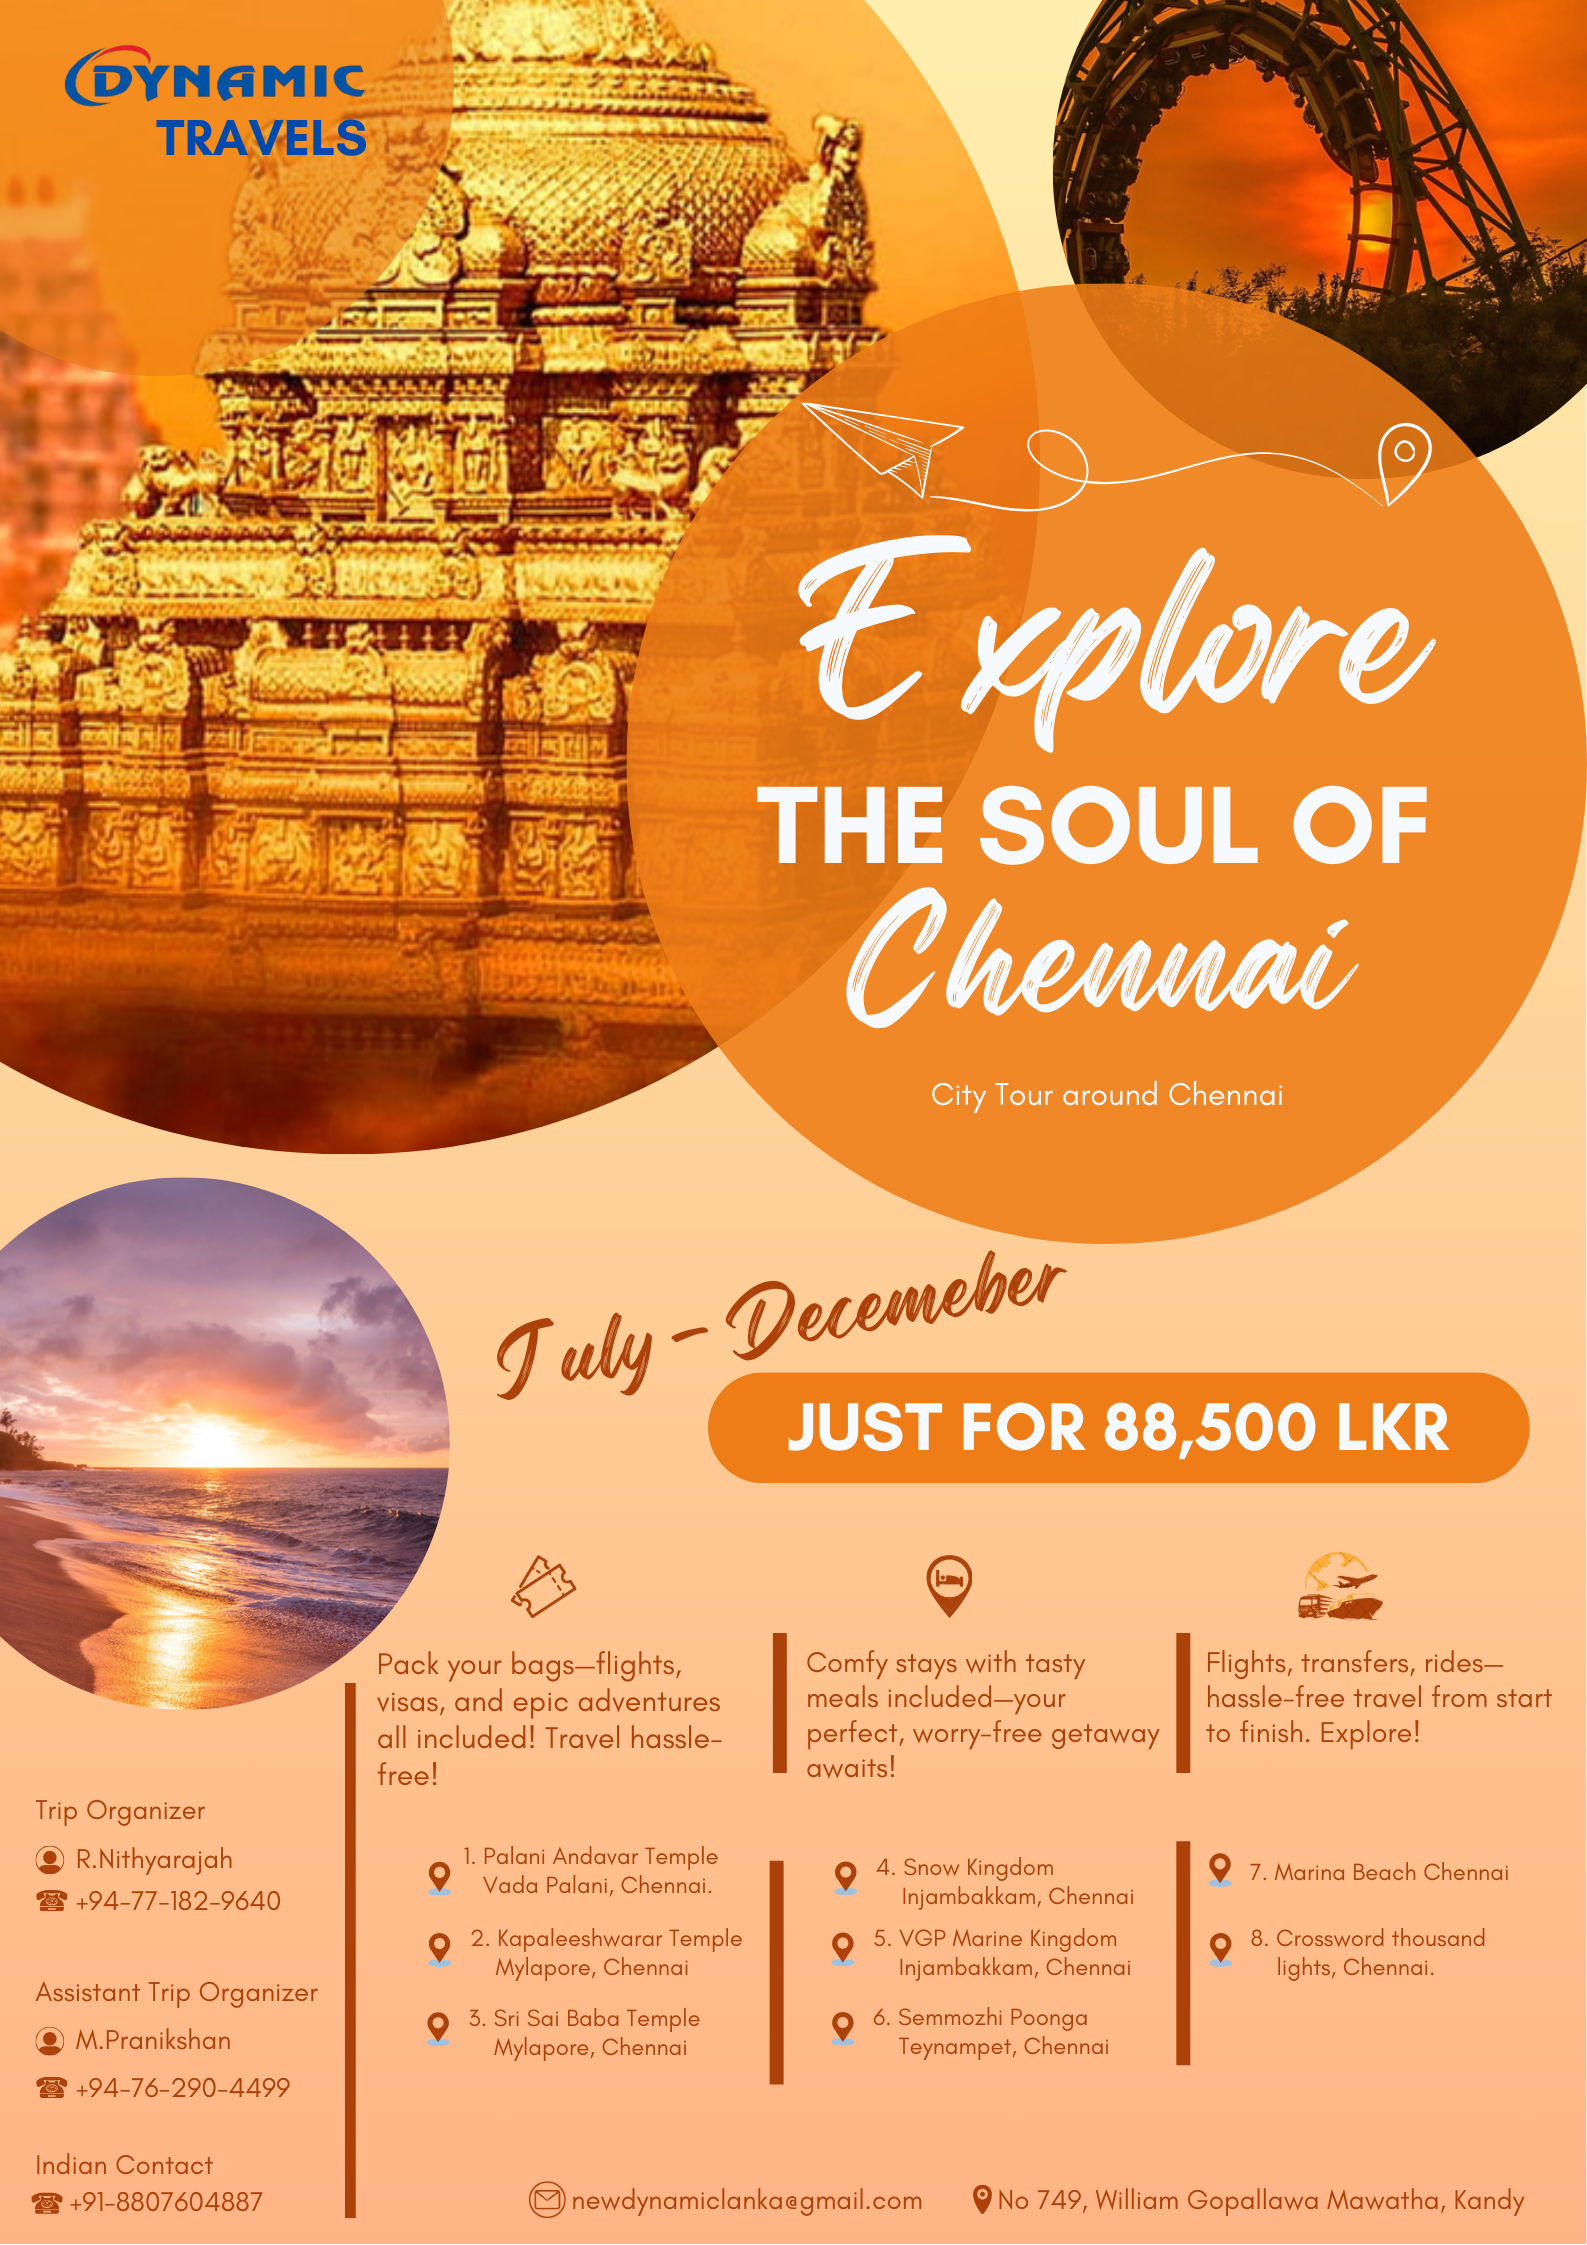 DYNAMIC
TRAVELS
Explore
THE SOUL OF
Chennai
City Tour around Chennai
July - Decemeber
JUST FOR 88,500 LKR
Pack your bags—flights,
visas, and epic adventures
all included! Travel hassle-
free!
Comfy stays with tasty
meals included—your
perfect, worry-free getaway
awaits!
Flights, transfers, rides—
hassle-free travel from start
to finish. Explore!
Trip Organizer
R.Nithyarajah
+94-77-182-9640
Assistant Trip Organizer
M.Pranikshan
+94-76-290-4499
Indian Contact
+91-8807604887
1. Palani Andavar Temple
Vada Palani, Chennai.
2. Kapaleeshwarar Temple
Mylapore, Chennai
3. Sri Sai Baba Temple
Mylapore, Chennai
4. Snow Kingdom
Injambakkam, Chennai
5. VGP Marine Kingdom
Injambakkam, Chennai
6. Semmozhi Poonga
Teynampet, Chennai
7. Marina Beach Chennai
8. Crossword thousand
lights, Chennai.
newdynamiclanka@gmail.com
No 749, William Gopallawa Mawatha, Kandy